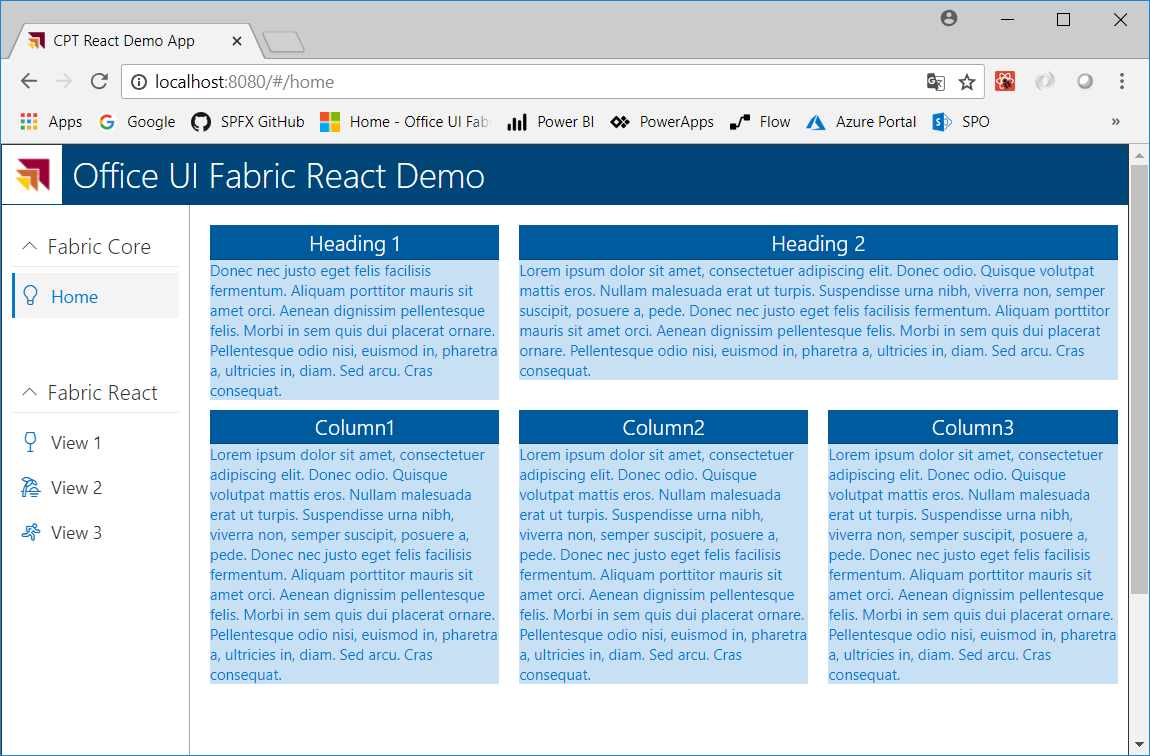 CPT React Demo App
localhost:8080/#/home
Apps Google SPFX GitHub Home - Office UI Fab Power BI PowerApps Flow Azure Portal SPO »
Office UI Fabric React Demo
Fabric Core
Home
Fabric React
View 1
View 2
View 3
Heading 1
Donec nec justo eget felis facilisis
fermentum. Aliquam porttitor mauris sit
amet orci. Aenean dignissim pellentesque
felis. Morbi in sem quis dui placerat ornare.
Pellentesque odio nisi, euismod in, pharetra
a, ultricies in, diam. Sed arcu. Cras
consequat.
Heading 2
Lorem ipsum dolor sit amet, consectetuer adipiscing elit. Donec odio. Quisque volutpat
mattis eros. Nullam malesuada erat ut turpis. Suspendisse urna nibh, viverra non, semper
suscipit, posuere a, pede. Donec nec justo eget felis facilisis fermentum. Aliquam porttitor
mauris sit amet orci. Aenean dignissim pellentesque felis. Morbi in sem quis dui placerat
ornare. Pellentesque odio nisi, euismod in, pharetra a, ultricies in, diam. Sed arcu. Cras
consequat.
Column1
Lorem ipsum dolor sit amet, consectetuer
adipiscing elit. Donec odio. Quisque
volutpat mattis eros. Nullam malesuada
erat ut turpis. Suspendisse urna nibh,
viverra non, semper suscipit, posuere a,
pede. Donec nec justo eget felis facilisis
fermentum. Aliquam porttitor mauris sit
amet orci. Aenean dignissim pellentesque
felis. Morbi in sem quis dui placerat ornare.
Pellentesque odio nisi, euismod in, pharetra
a, ultricies in, diam. Sed arcu. Cras
consequat.
Column2
Lorem ipsum dolor sit amet, consectetuer
adipiscing elit. Donec odio. Quisque
volutpat mattis eros. Nullam malesuada
erat ut turpis. Suspendisse urna nibh,
viverra non, semper suscipit, posuere a,
pede. Donec nec justo eget felis facilisis
fermentum. Aliquam porttitor mauris sit
amet orci. Aenean dignissim pellentesque
felis. Morbi in sem quis dui placerat ornare.
Pellentesque odio nisi, euismod in, pharetra
a, ultricies in, diam. Sed arcu. Cras
consequat.
Column3
Lorem ipsum dolor sit amet, consectetuer
adipiscing elit. Donec odio. Quisque
volutpat mattis eros. Nullam malesuada
erat ut turpis. Suspendisse urna nibh,
viverra non, semper suscipit, posuere a,
pede. Donec nec justo eget felis facilisis
fermentum. Aliquam porttitor mauris sit
amet orci. Aenean dignissim pellentesque
felis. Morbi in sem quis dui placerat ornare.
Pellentesque odio nisi, euismod in, pharetra
a, ultricies in, diam. Sed arcu. Cras
consequat.